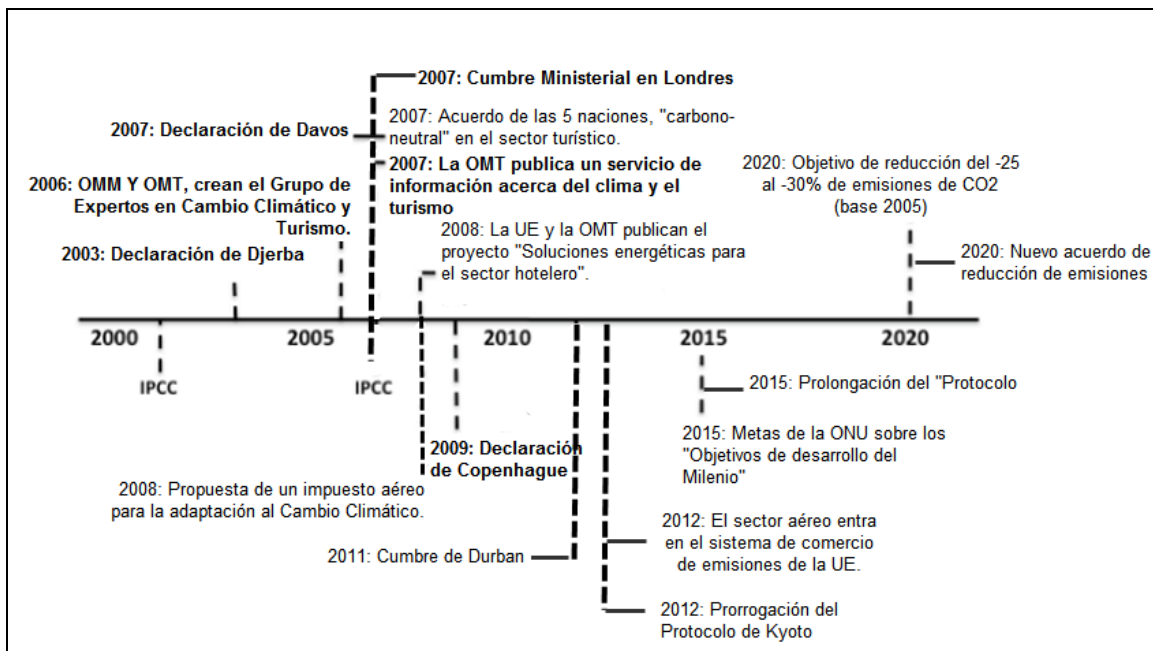 2007: Cumbre Ministerial en Londres
2007: Acuerdo de las 5 naciones, "carbono-
neutral" en el sector turístico.
2007: Declaración de Davos
2007: La OMT publica un servicio de
información acerca del clima y el
turismo
2006: OMM Y OMT, crean el Grupo de
Expertos en Cambio Climático y
Turismo.
2003: Declaración de Djerba
2008: La UE y la OMT publican el
proyecto "Soluciones energéticas para
el sector hotelero".
2020: Objetivo de reducción del -25
al -30% de emisiones de CO2
(base 2005)
2020: Nuevo acuerdo de
reducción de emisiones
2000
2005
2010
2015
2020
IPCC
IPCC
2015: Prolongación del "Protocolo
2009: Declaración
de Copenhague
2015: Metas de la ONU sobre los
"Objetivos de desarrollo del
Milenio"
2008: Propuesta de un impuesto aéreo
para la adaptación al Cambio Climático.
2012: El sector aéreo entra
en el sistema de comercio
de emisiones de la UE.
2011: Cumbre de Durban
2012: Prorrogación del
Protocolo de Kyoto